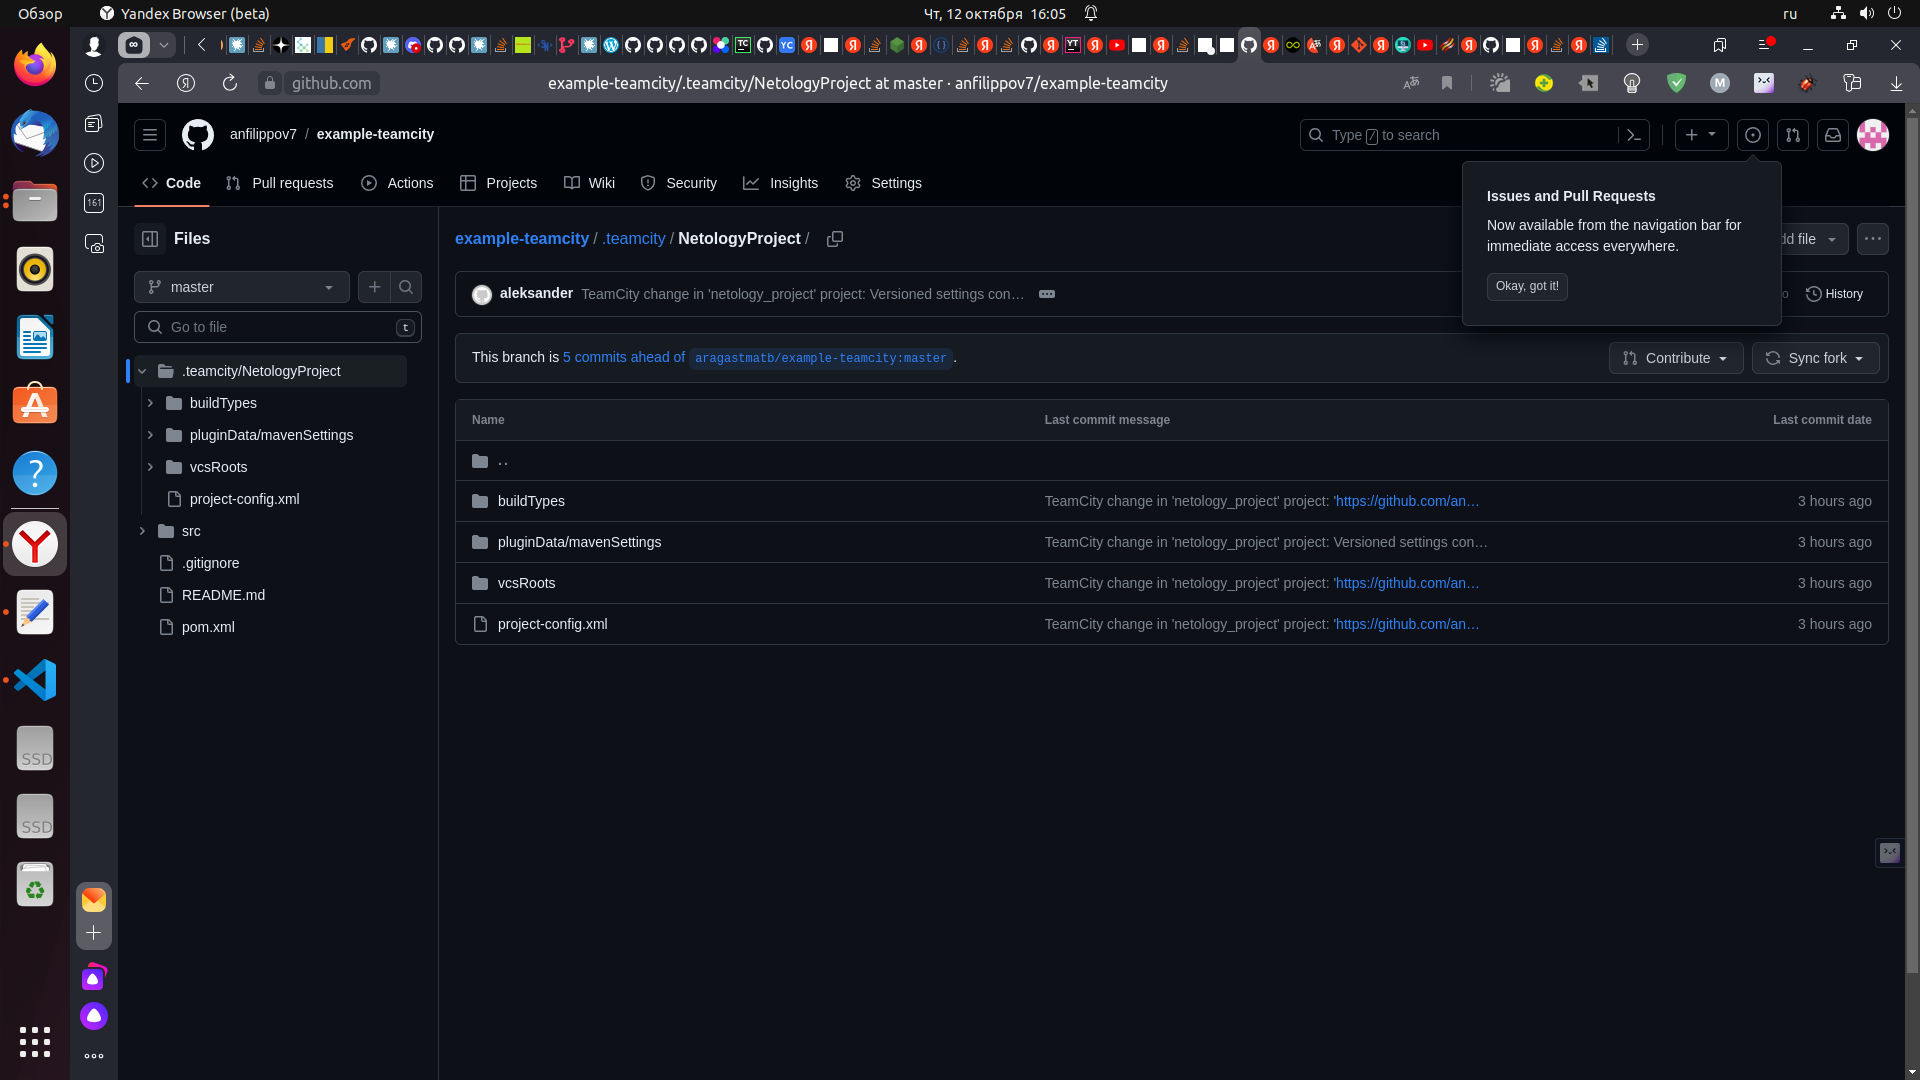 Обзор
Yandex Browser (beta)
Чт, 12 октября 16:05
ru
github.com
example-teamcity/.teamcity/NetologyProject at master · anfilippov7/example-teamcity
anfilippov7 / example-teamcity
Type / to search
Code
Pull requests
Actions
Projects
Wiki
Security
Insights
Settings
161
Issues and Pull Requests
Now available from the navigation bar for
immediate access everywhere.
Okay, got it!
Files
example-teamcity / .teamcity / NetologyProject /
file
master
aleksander
TeamCity change in 'netology_project' project: Versioned settings con…
History
Go to file
t
This branch is 5 commits ahead of aragastmatb/example-teamcity:master .
Contribute
Sync fork
.teamcity/NetologyProject
buildTypes
pluginData/mavenSettings
vcsRoots
project-config.xml
src
.gitignore
README.md
pom.xml
Name
Last commit message
Last commit date
..
buildTypes
TeamCity change in 'netology_project' project: 'https://github.com/an…
3 hours ago
pluginData/mavenSettings
TeamCity change in 'netology_project' project: Versioned settings con…
3 hours ago
vcsRoots
TeamCity change in 'netology_project' project: 'https://github.com/an…
3 hours ago
project-config.xml
TeamCity change in 'netology_project' project: 'https://github.com/an…
3 hours ago
SSD
SSD